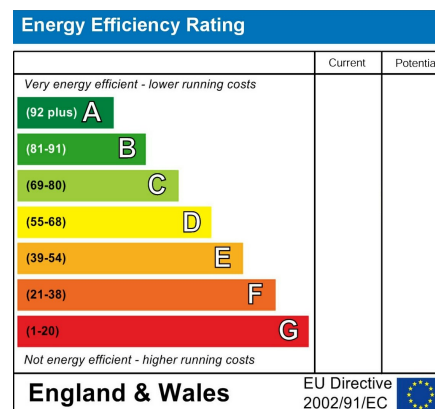 Energy Efficiency Rating
Current Potentia
Very energy efficient - lower running costs
(92 plus) A
(81-91) B
(69-80) C
(55-68) D
(39-54) E
(21-38) F
(1-20) G
Not energy efficient - higher running costs
England & Wales
EU Directive
2002/91/EC